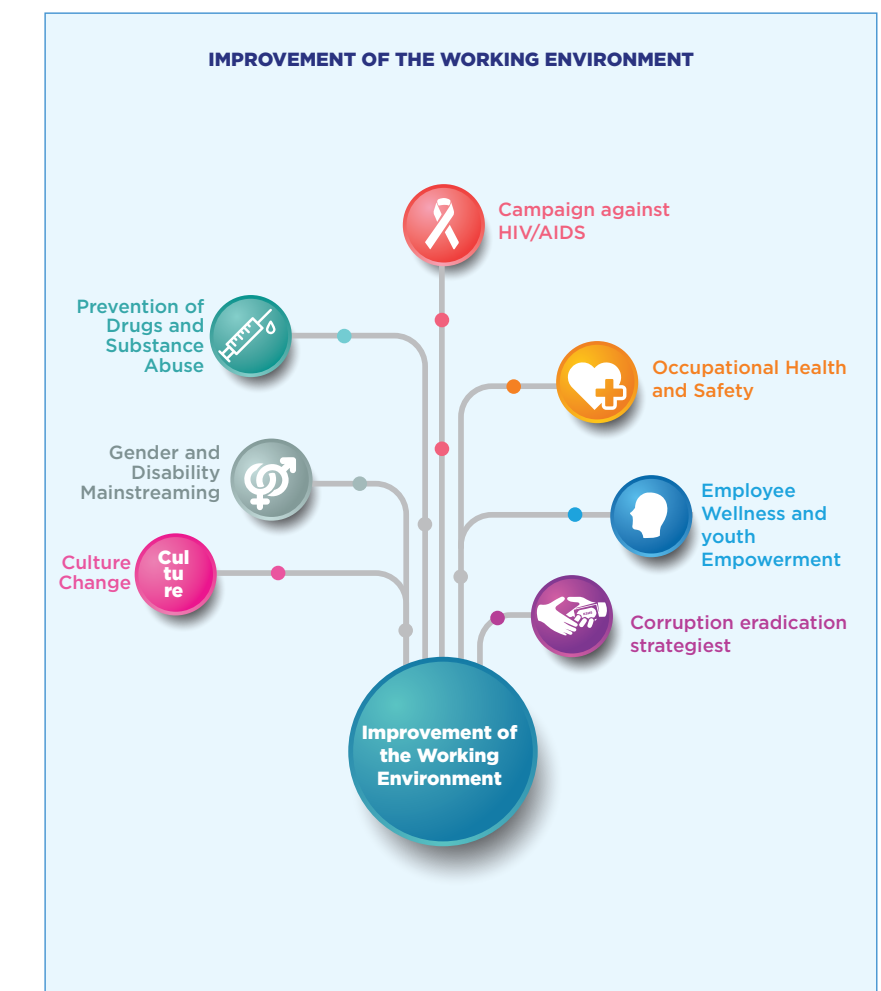 IMPROVEMENT OF THE WORKING ENVIRONMENT
Campaign against
HIV/AIDS
Prevention of
Drugs and
Substance
Abuse
Occupational Health
and Safety
Gender and
Disability
Mainstreaming
Employee
Wellness and
youth
Empowerment
Culture
Change
Cul
tu
re
Corruption eradication
strategiest
Improvement of
the Working
Environment